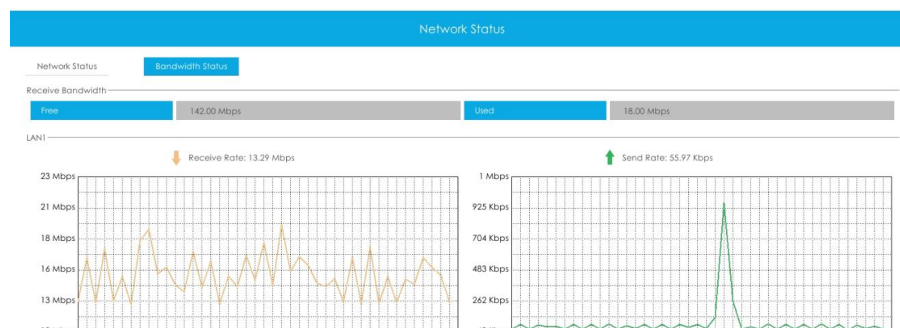 Network Status
Network Status
Bandwidth Status
Receive Bandwidth
Free
142.00 Mbps
Used
18.00 Mbps
LAN1
Receive Rate: 13.29 Mbps
Send Rate: 55.97 Kbps
23 Mbps
21 Mbps
18 Mbps
16 Mbps
13 Mbps
1 Mbps
925 Kbps
704 Kbps
483 Kbps
262 Kbps